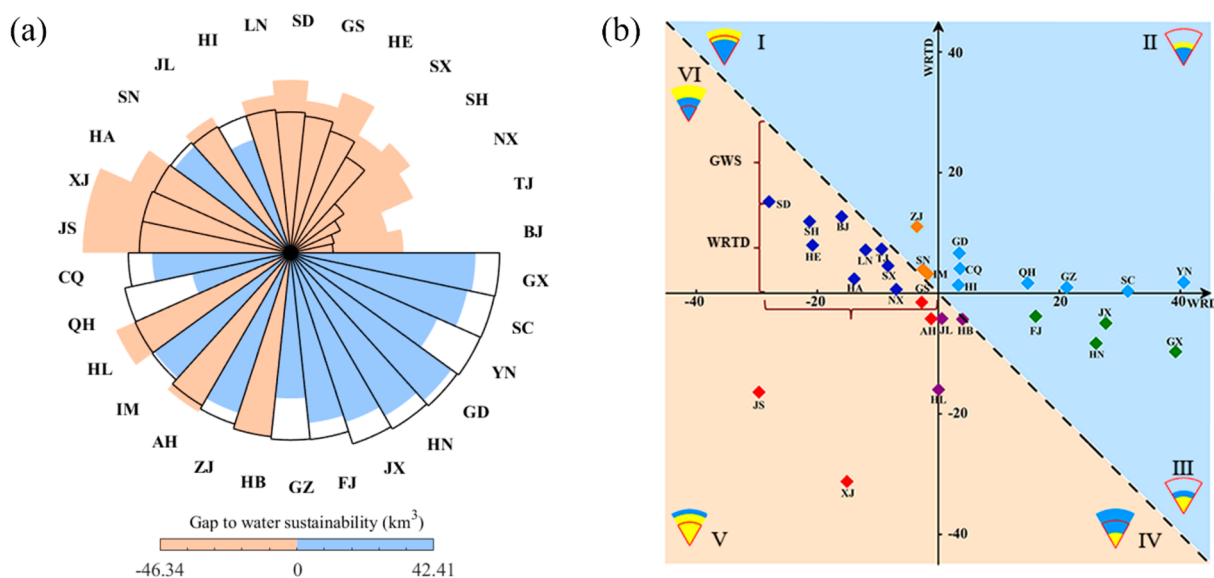 (a)
SD
LN
GS
HI
HE
JL
SX
SN
SH
HA
NX
XJ
TJ
JS
BJ
CQ
GX
QH
SC
HL
YN
IM
GD
AH
HN
ZJ
JX
HB
FJ
GZ
Gap to water sustainability (km³)
-46.34 0 42.41
(b)
I
WRTD
40
II
VI
GWS
20
SD
ZJ
SH
BJ
WRTD
HE
LN
TJ
SN
GD
SX
IM
CQ
HA
HI
QH
GZ
SC
YN
NX
GS
-40
-20
0
20
40
WRI
AH
JL
HB
FJ
JX
HN
GX
JS
HL
-20
XJ
III
V
-40
IV